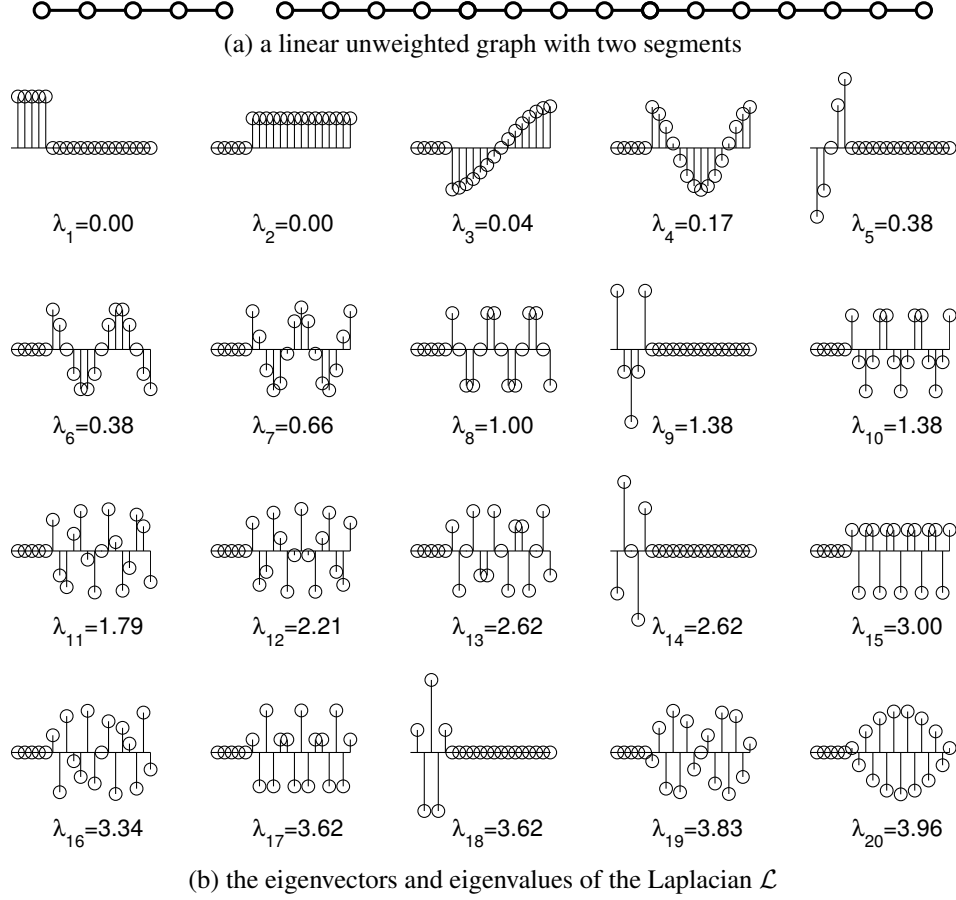 (a) a linear unweighted graph with two segments
λ1=0.00 λ2=0.00 λ3=0.04 λ4=0.17 λ5=0.38
λ6=0.38 λ7=0.66 λ8=1.00 λ9=1.38 λ10=1.38
λ11=1.79 λ12=2.21 λ13=2.62 λ14=2.62 λ15=3.00
λ16=3.34 λ17=3.62 λ18=3.62 λ19=3.83 λ20=3.96
(b) the eigenvectors and eigenvalues of the Laplacian ℒ